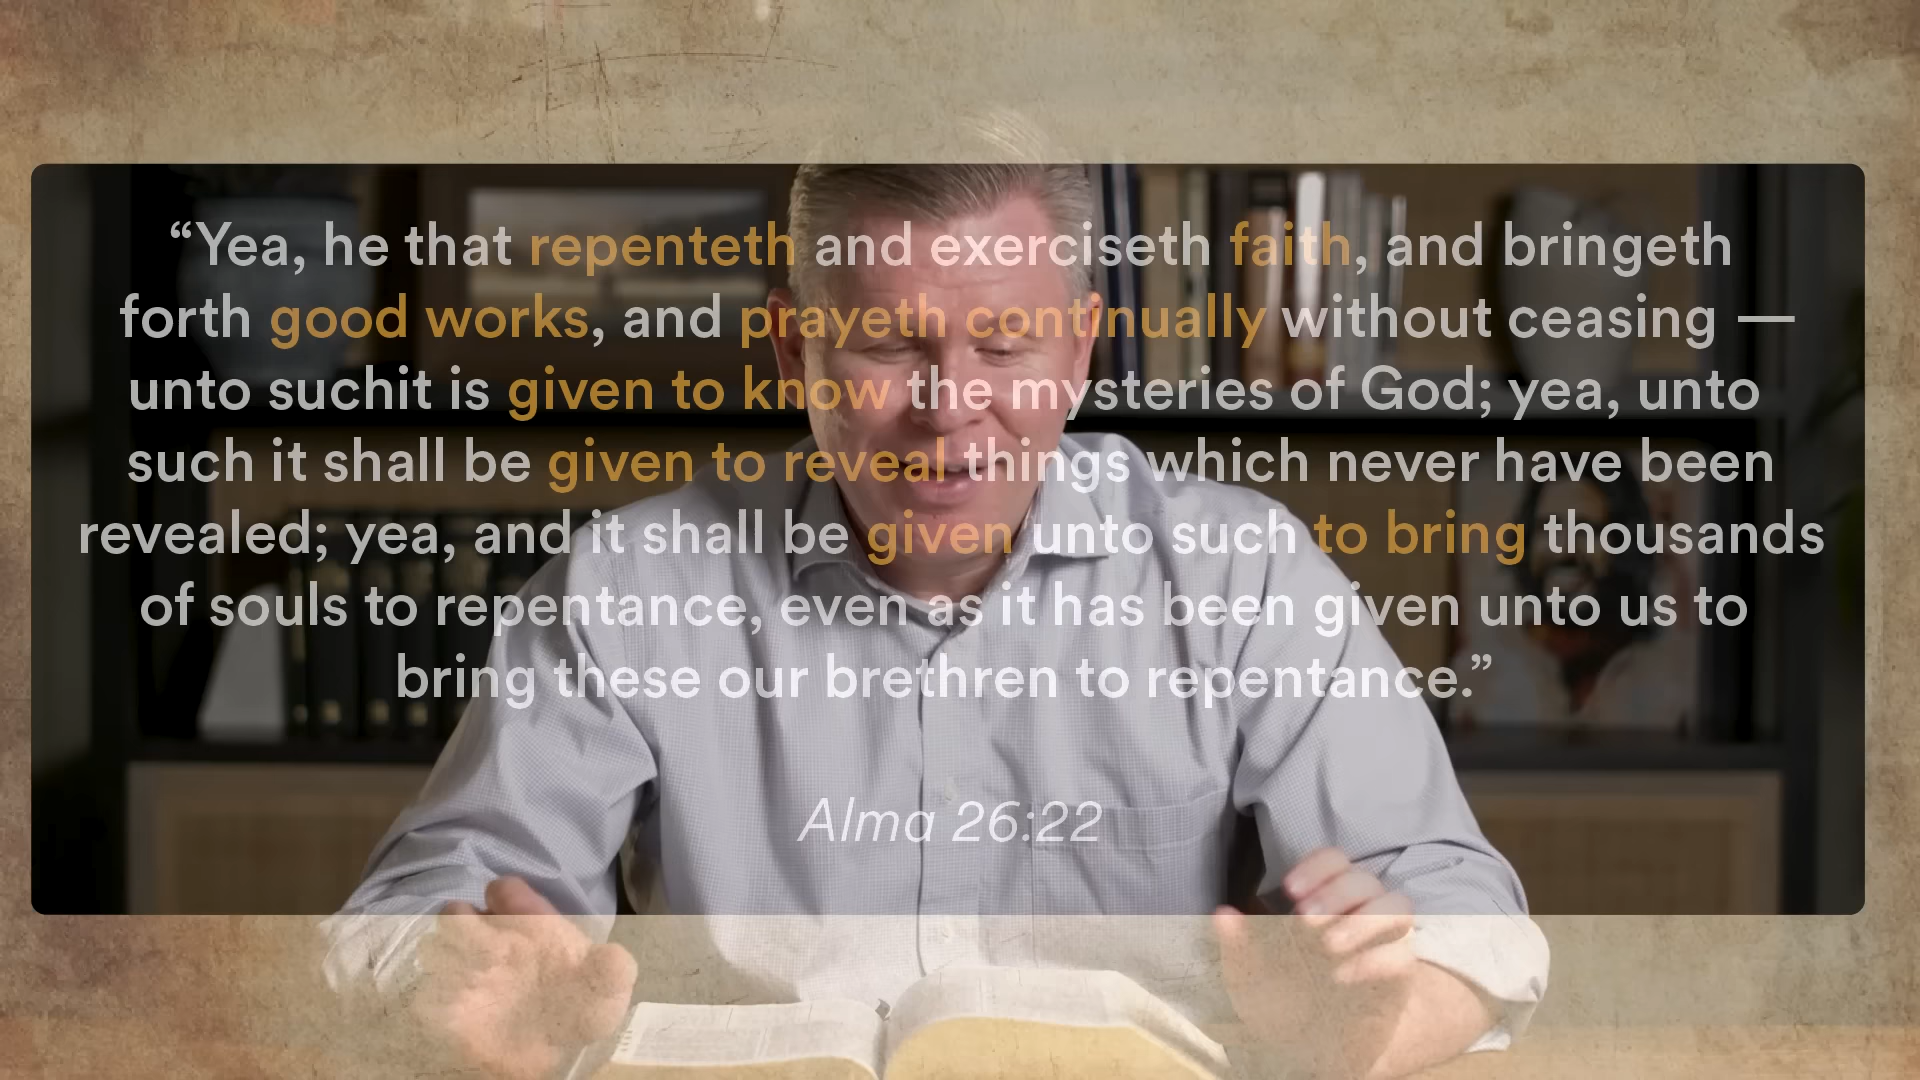 “Yea, he that repenteth and exerciseth faith, and bringeth
forth good works, and prayeth continually without ceasing —
unto suchit is given to know the mysteries of God; yea, unto
such it shall be given to reveal things which never have been
revealed; yea, and it shall be given unto such to bring thousands
of souls to repentance, even as it has been given unto us to
bring these our brethren to repentance.”
Alma 26:22